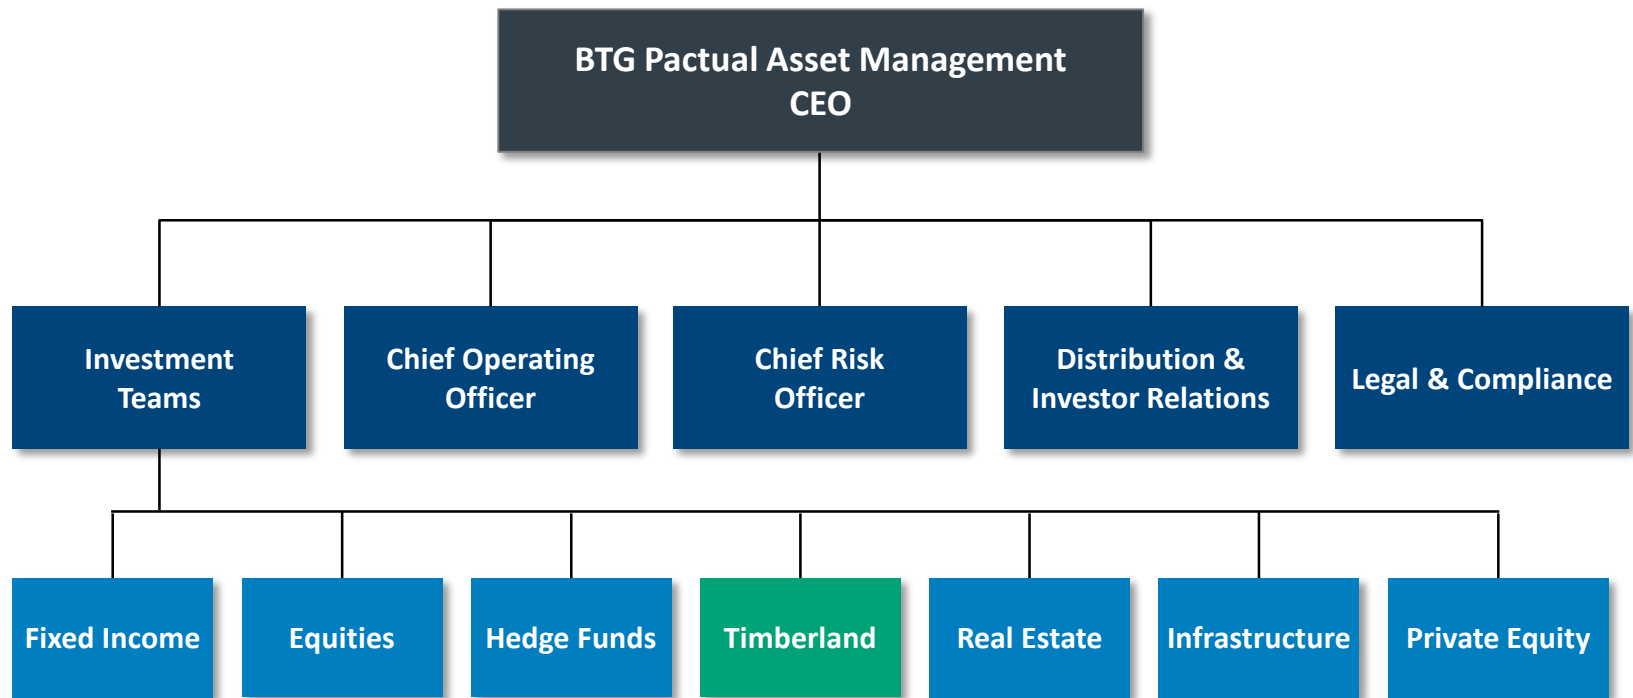 BTG Pactual Asset Management
CEO
Investment
Teams
Chief Operating
Officer
Chief Risk
Officer
Distribution &
Investor Relations
Legal & Compliance
Fixed Income
Equities
Hedge Funds
Timberland
Real Estate
Infrastructure
Private Equity